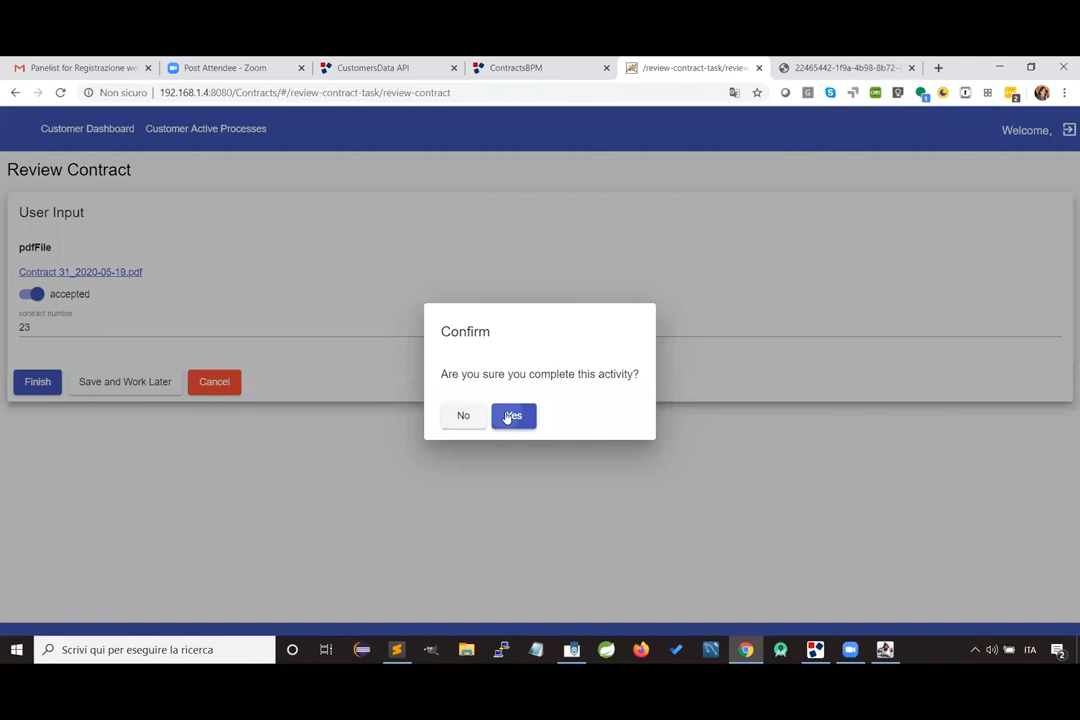 Panelist for Registrazione we
Post Attendee - Zoom
CustomersData API
ContractsBPM
/review-contract-task/revie
22465442-1f9a-4b98-8b72-
Non sicuro
192.168.1.4:8080/Contracts/#/review-contract-task/review-contract
Customer Dashboard
Customer Active Processes
Welcome,
Review Contract
User Input
pdfFile
Contract 31_2020-05-19.pdf
accepted
contract number
23
Finish
Save and Work Later
Cancel
Confirm
Are you sure you complete this activity?
No
Yes
Scrivi qui per eseguire la ricerca
ITA
2